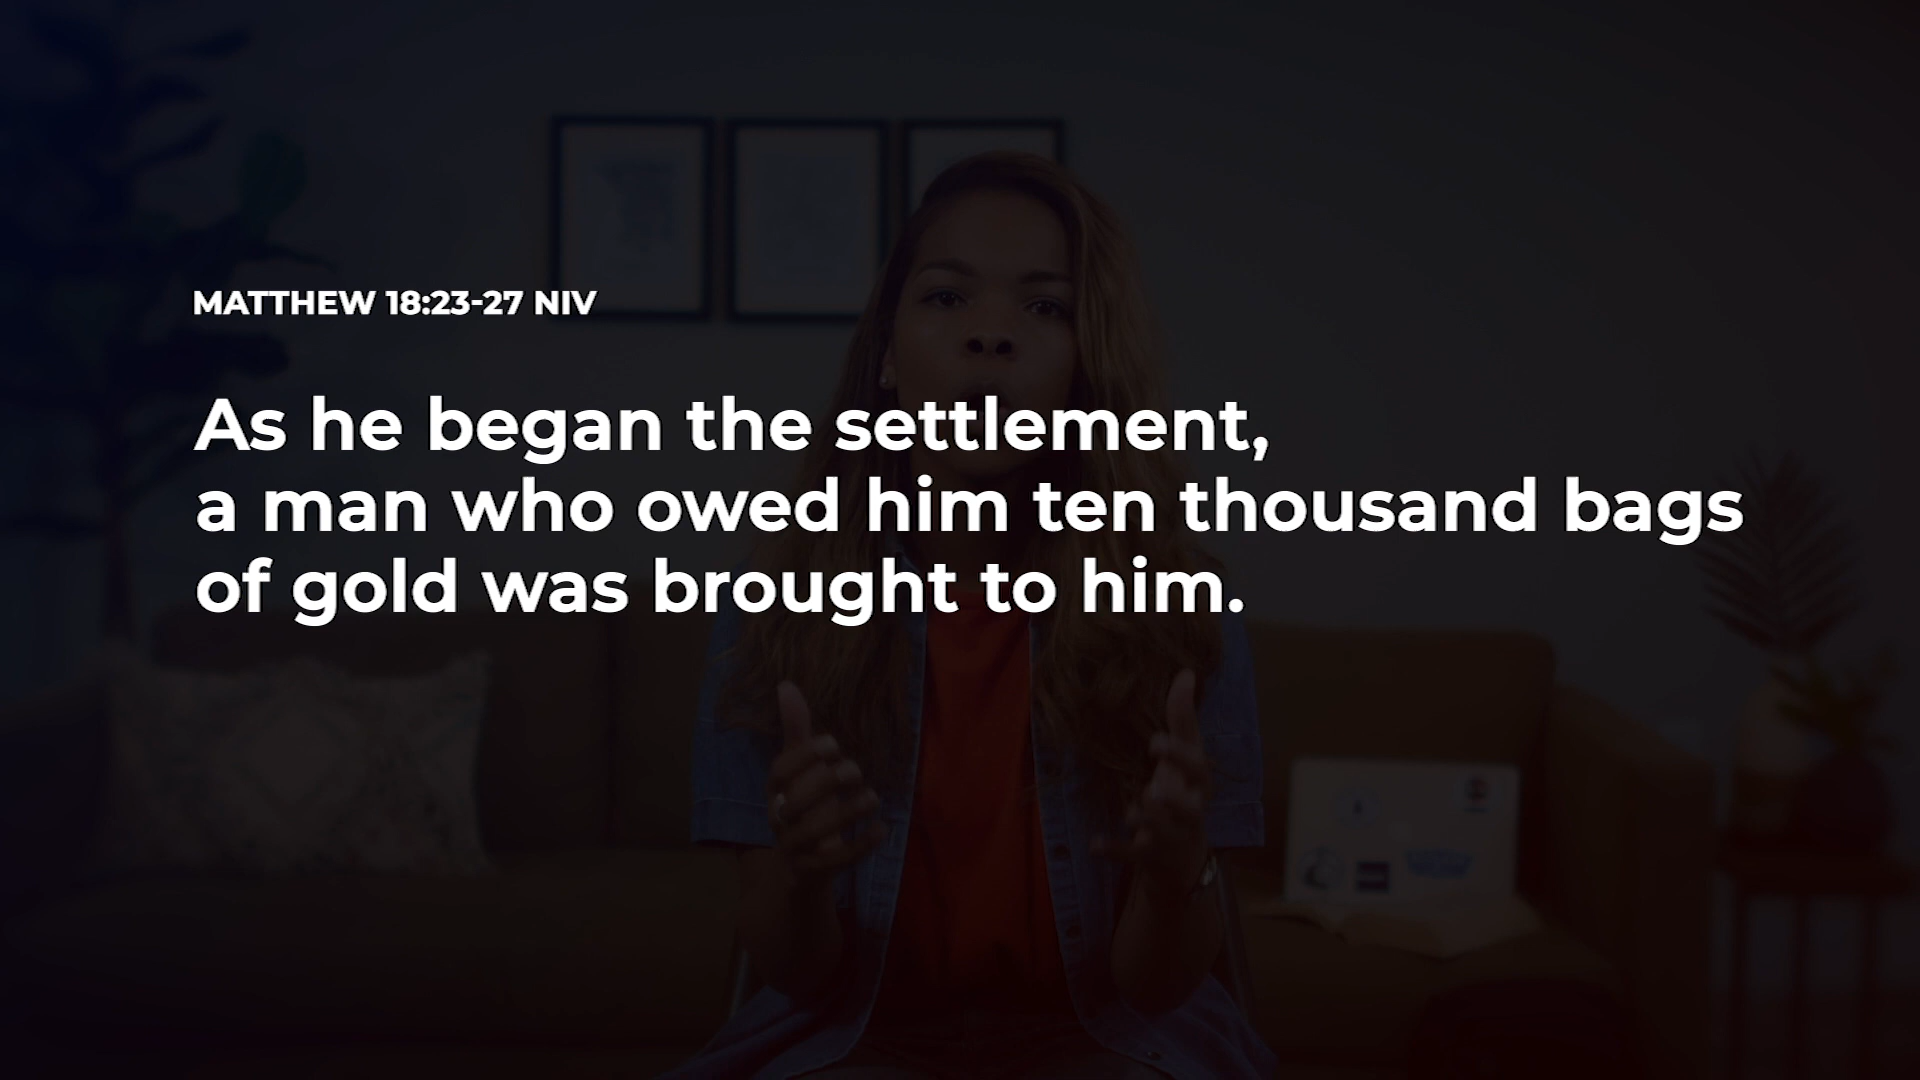 MATTHEW 18:23-27 NIV
As he began the settlement,
a man who owed him ten thousand bags
of gold was brought to him.